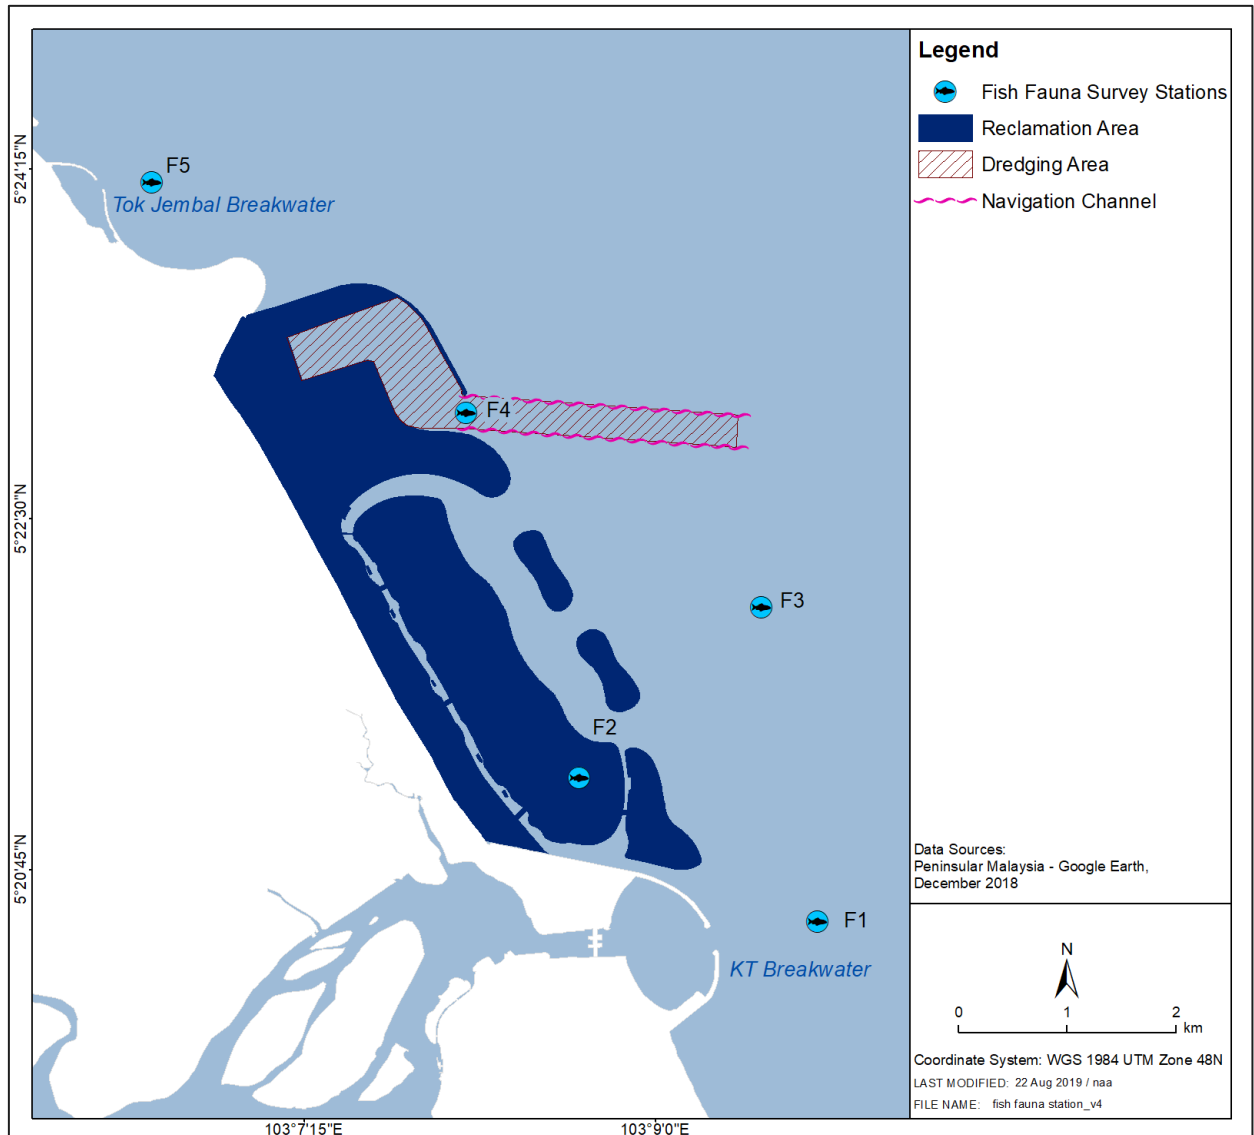 Legend
Fish Fauna Survey Stations
Reclamation Area
Dredging Area
Navigation Channel
5°24'15"N
F5
Tok Jembal Breakwater
F4
5°22'30"N
F3
F2
5°20'45"N
F1
KT Breakwater
103°7'15"E
103°9'0"E
Data Sources:
Peninsular Malaysia - Google Earth,
December 2018
N
0 1 2
km
Coordinate System: WGS 1984 UTM Zone 48N
LAST MODIFIED: 22 Aug 2019 / naa
FILE NAME: fish fauna station_v4